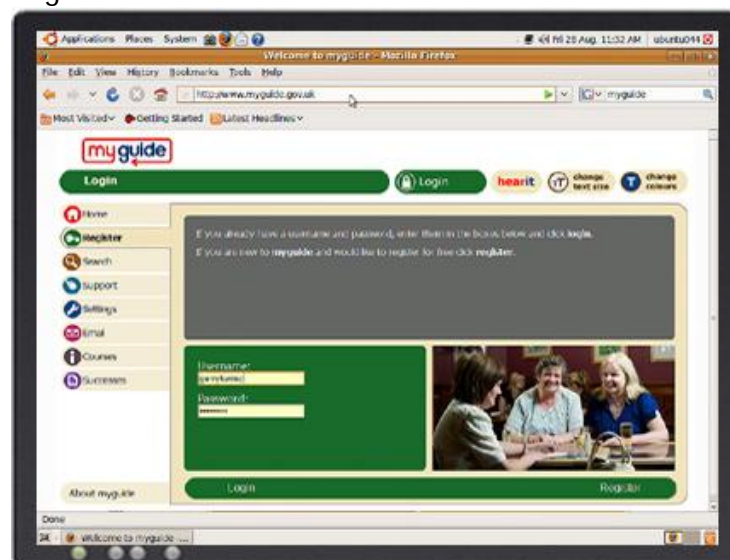 Applications Places System
Fri 28 Aug, 11:32 AM ubuntu044
Welcome to myguide - Mozilla Firefox
File Edit View History Bookmarks Tools Help
http://www.myguide.gov.uk
myguide
Most Visited Getting Started Latest Headlines
myguide
Login
Login
hearit
change text size
change colours
Home
Register
Search
Support
Settings
Email
Courses
Successes
About myguide
If you already have a username and password, enter them in the boxes below and click login.
If you are new to myguide and would like to register for free click register.
Username:
Password:
Login
Register
Done
Welcome to myguide - ...